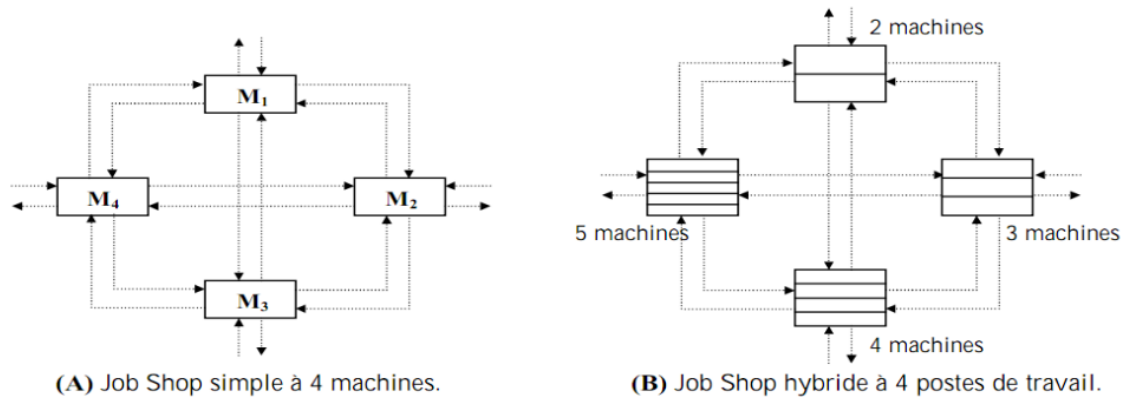 2 machines
M₁
M₄
M₂
5 machines
3 machines
M₃
4 machines
(A) Job Shop simple à 4 machines.
(B) Job Shop hybride à 4 postes de travail.